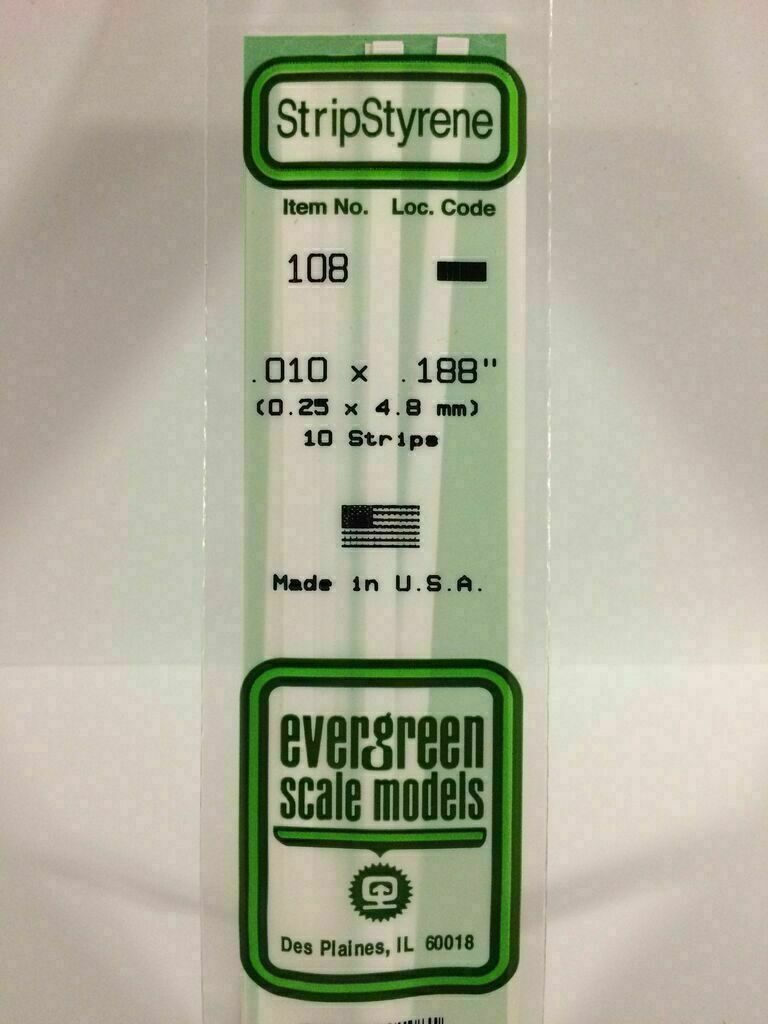 StripStyrene
Item No. Loc. Code
108
.010 x .188"
(0.25 x 4.8 mm)
10 Strips
Made in U.S.A.
evergreen
scale models
Des Plaines, IL 60018